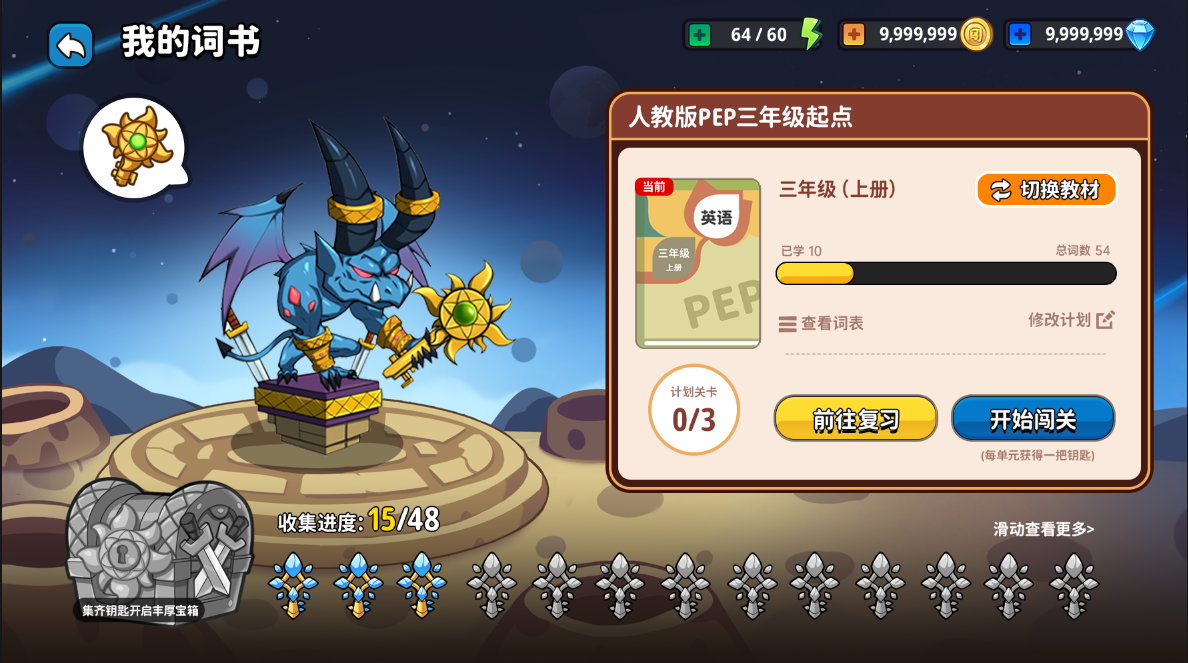 我的词书
64 / 60
9,999,999
9,999,999
人教版PEP三年级起点
当前
英语
三年级
上册
PEP
三年级（上册）
切换教材
已学 10
总词数 54
查看词表
修改计划
计划关卡
0/3
前往复习
开始闯关
(每单元获得一把钥匙)
收集进度:15/48
滑动查看更多>
集齐钥匙开启丰厚宝箱